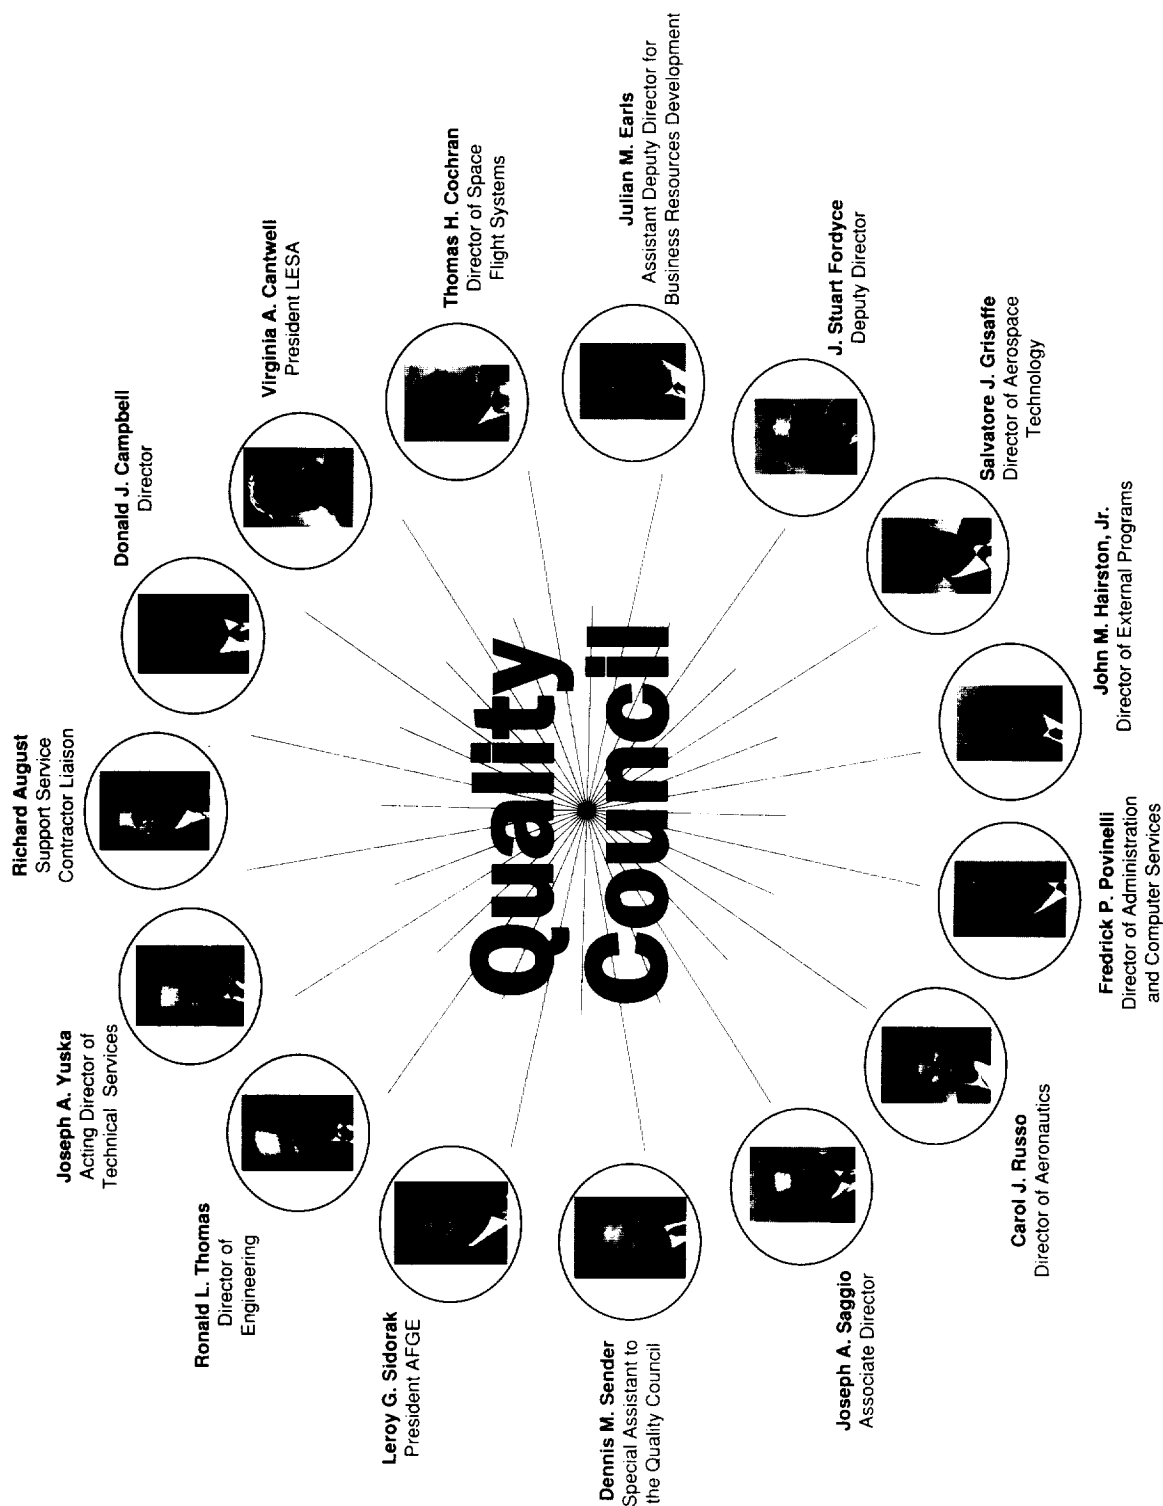 Richard August
Support Service
Contractor Liaison
Donald J. Campbell
Director
Virginia A. Cantwell
President LESA
Thomas H. Cochran
Director of Space
Flight Systems
Julian M. Earls
Assistant Deputy Director for
Business Resources Development
J. Stuart Fordyce
Deputy Director
Salvatore J. Grisaffe
Director of Aerospace
Technology
John M. Hairston, Jr.
Director of External Programs
Fredrick P. Povinelli
Director of Administration
and Computer Services
Carol J. Russo
Director of Aeronautics
Joseph A. Saggio
Associate Director
Dennis M. Sender
Special Assistant to
the Quality Council
Leroy G. Sidorak
President AFGE
Ronald L. Thomas
Director of
Engineering
Joseph A. Yuska
Acting Director of
Technical Services
Quality
Council